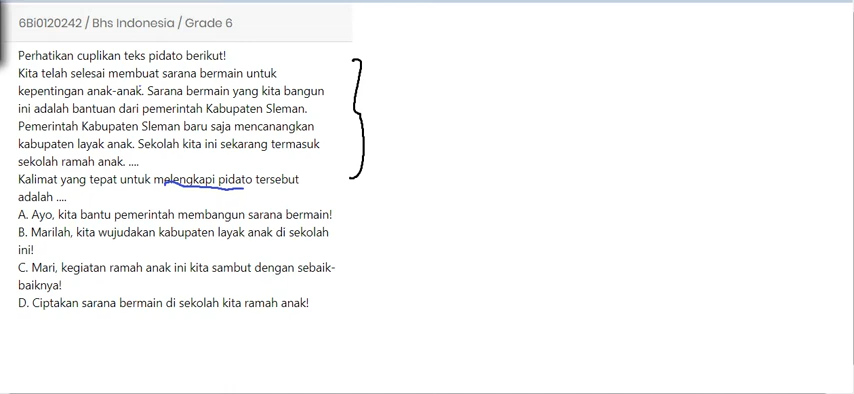 6Bi0120242 / Bhs Indonesia / Grade 6
Perhatikan cuplikan teks pidato berikut!
Kita telah selesai membuat sarana bermain untuk
kepentingan anak-anak. Sarana bermain yang kita bangun
ini adalah bantuan dari pemerintah Kabupaten Sleman.
Pemerintah Kabupaten Sleman baru saja mencanangkan
kabupaten layak anak. Sekolah kita ini sekarang termasuk
sekolah ramah anak. ....
Kalimat yang tepat untuk melengkapi pidato tersebut
adalah ....
A. Ayo, kita bantu pemerintah membangun sarana bermain!
B. Marilah, kita wujudakan kabupaten layak anak di sekolah
ini!
C. Mari, kegiatan ramah anak ini kita sambut dengan sebaik-
baiknya!
D. Ciptakan sarana bermain di sekolah kita ramah anak!